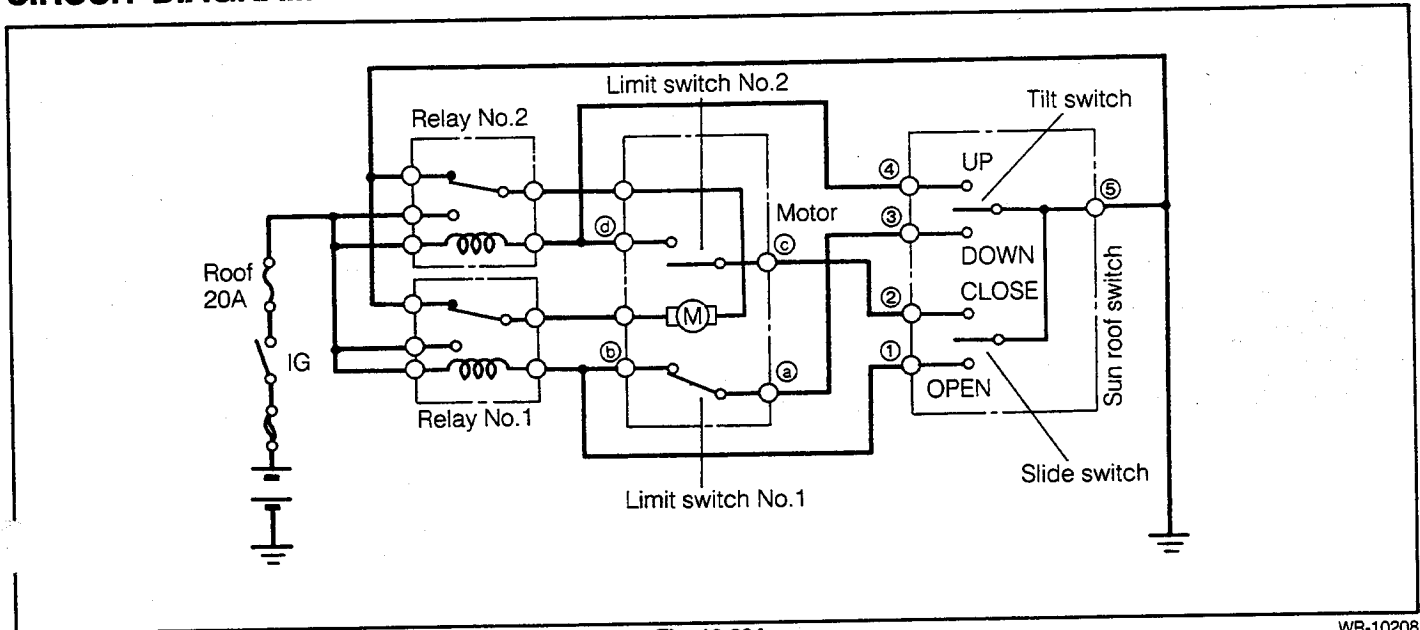 Limit switch No.2
Tilt switch
Relay No.2
④
UP
⑤
Motor
③
ⓓ
ⓒ
DOWN
Roof
20A
CLOSE
②
Sun roof switch
M
IG
ⓑ
ⓐ
①
OPEN
Relay No.1
Slide switch
Limit switch No.1
WR-10208